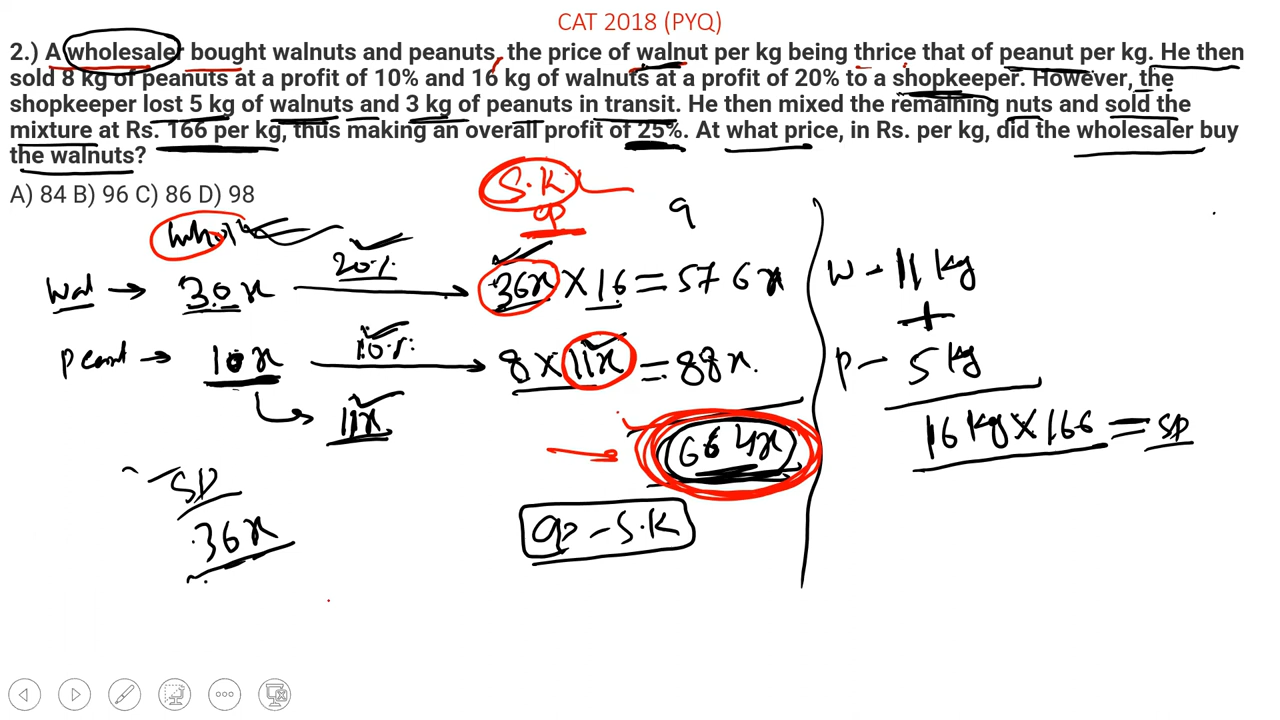 CAT 2018 (PYQ)
2.) A wholesaler bought walnuts and peanuts, the price of walnut per kg being thrice that of peanut per kg. He then
sold 8 kg of peanuts at a profit of 10% and 16 kg of walnuts at a profit of 20% to a shopkeeper. However, the
shopkeeper lost 5 kg of walnuts and 3 kg of peanuts in transit. He then mixed the remaining nuts and sold the
mixture at Rs. 166 per kg, thus making an overall profit of 25%. At what price, in Rs. per kg, did the wholesaler buy
the walnuts?
A) 84 B) 96 C) 86 D) 98
S.K
CP
9
Wal → 30x 20% → 36x × 16 = 576x
10x 10% → 8 × 11x = 88x
11x
664x
CP - S.K
SP
36x
W - 11 kg
+
P - 5 kg
16 kg × 166 = SP